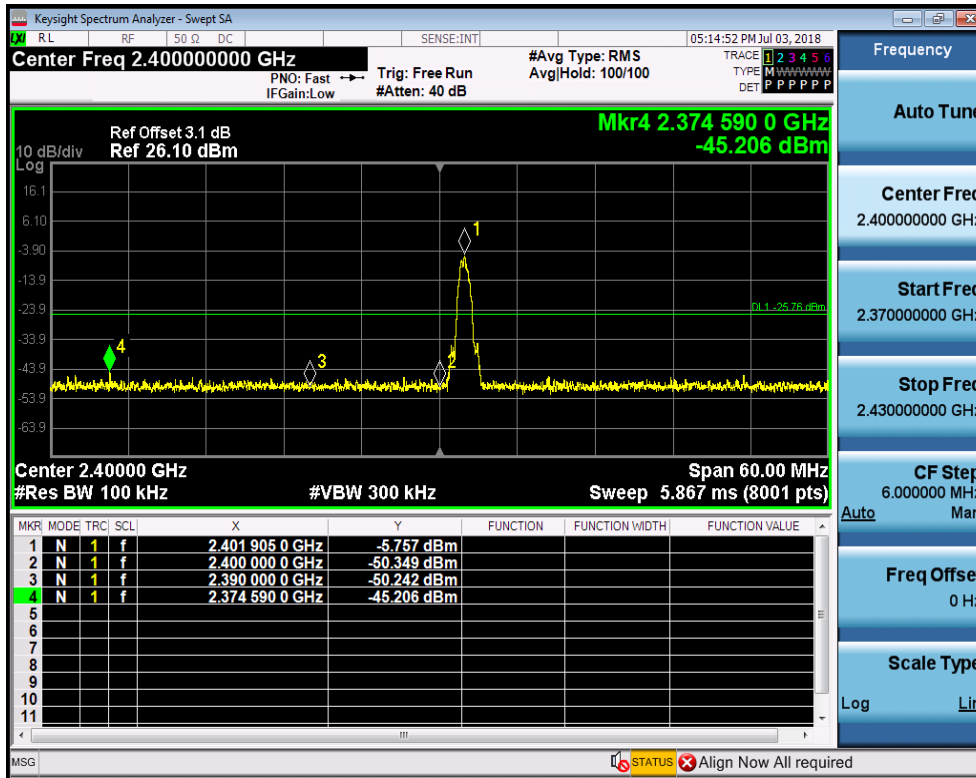 Keysight Spectrum Analyzer - Swept SA
LXI RL RF 50 Ω DC SENSE:INT 05:14:52 PM Jul 03, 2018
Center Freq 2.400000000 GHz
PNO: Fast
IFGain:Low
Trig: Free Run
#Atten: 40 dB
#Avg Type: RMS
Avg|Hold: 100/100
TRACE 1 2 3 4 5 6
TYPE M WWWWW
DET P P P P P P
Mkr4 2.374 590 0 GHz
-45.206 dBm
Ref Offset 3.1 dB
10 dB/div Ref 26.10 dBm
Log
16.1
6.10
-3.90
-13.9
-23.9
-33.9
-43.9
-53.9
-63.9
1
DL1 -25.76 dBm
4
3
2
Center 2.40000 GHz Span 60.00 MHz
#Res BW 100 kHz #VBW 300 kHz Sweep 5.867 ms (8001 pts)
MKR MODE TRC SCL X Y FUNCTION FUNCTION WIDTH FUNCTION VALUE
1 N 1 f 2.401 905 0 GHz -5.757 dBm
2 N 1 f 2.400 000 0 GHz -50.349 dBm
3 N 1 f 2.390 000 0 GHz -50.242 dBm
4 N 1 f 2.374 590 0 GHz -45.206 dBm
5
6
7
8
9
10
11
MSG STATUS Align Now All required
Frequency
Auto Tune
Center Freq
2.400000000 GHz
Start Freq
2.370000000 GHz
Stop Freq
2.430000000 GHz
CF Step
6.000000 MHz
Auto Man
Freq Offset
0 Hz
Scale Type
Log Lin